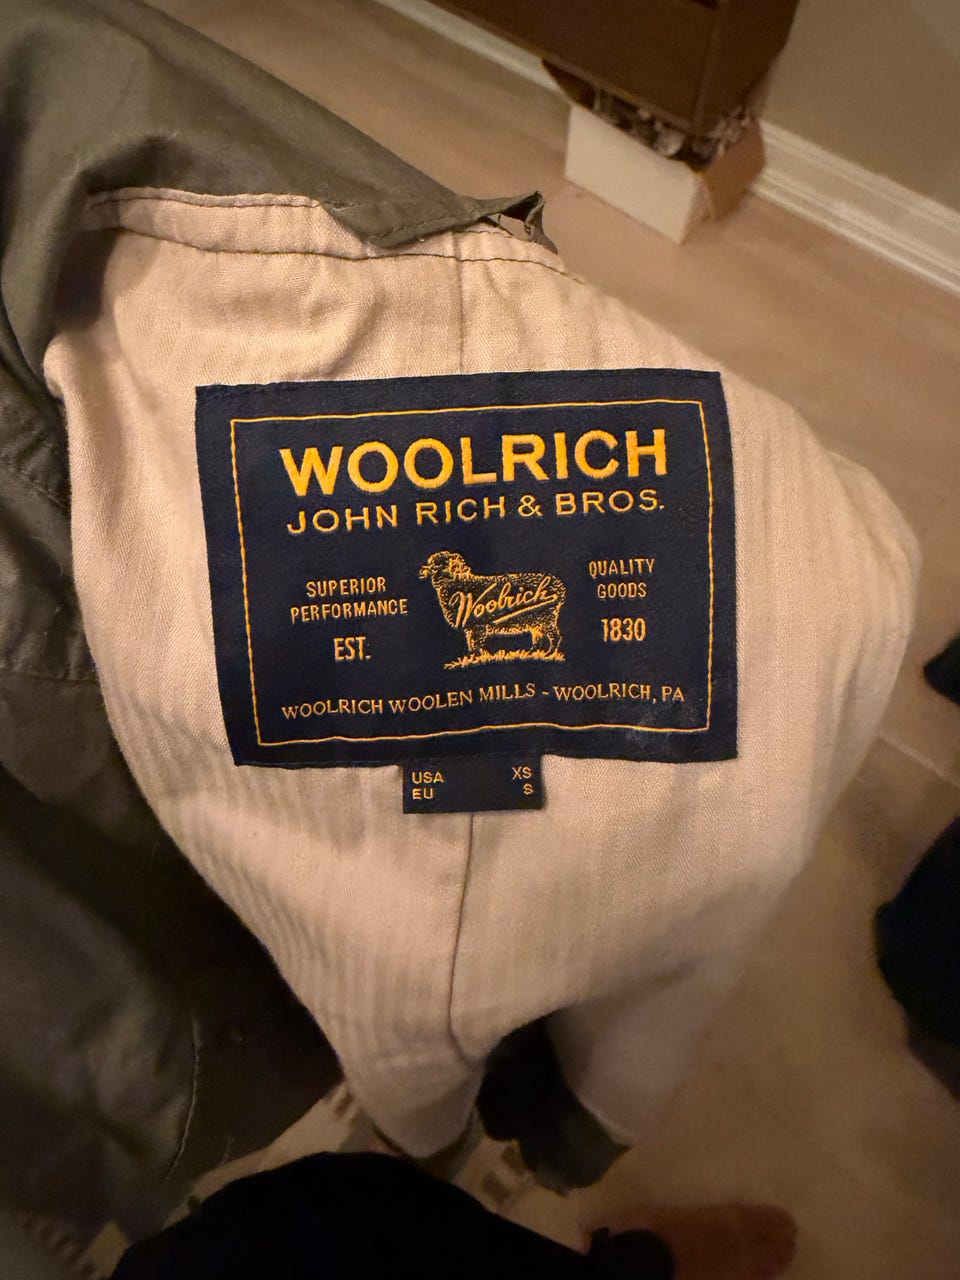 WOOLRICH
JOHN RICH & BROS.
SUPERIOR
PERFORMANCE
EST.
Woolrich
QUALITY
GOODS
1830
WOOLRICH WOOLEN MILLS - WOOLRICH, PA
USA XS
EU S